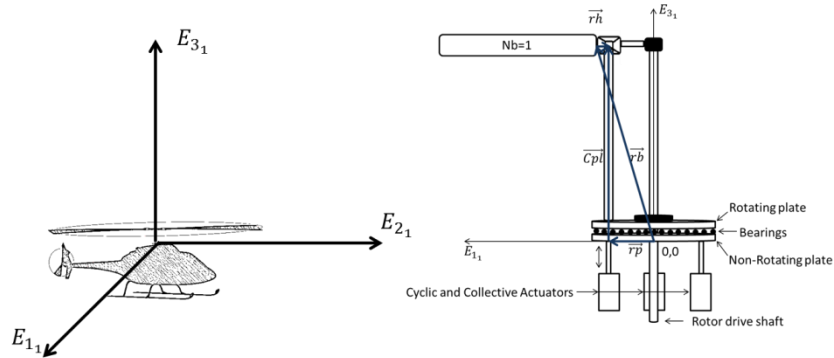 E₃₁
E₂₁
E₁₁
rh
E₃₁
Nb=1
Cpl
rb
Rotating plate
Bearings
E₁₁
rp
0,0
Non-Rotating plate
Cyclic and Collective Actuators
Rotor drive shaft